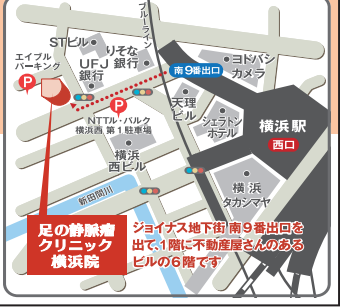 ブルーライン
STビル
エイブル
パーキング
りそな
銀行
UFJ
銀行
P
南9番出口
ヨドバシ
カメラ
天理
ビル
シェラトン
ホテル
P
NTTル・パルク
横浜西 第1駐車場
横浜
西ビル
横浜駅
西口
横浜
タカシマヤ
新田間川
足の静脈瘤
クリニック
横浜院
ジョイナス地下街 南9番出口を
出て、1階に不動産屋さんのある
ビルの6階です